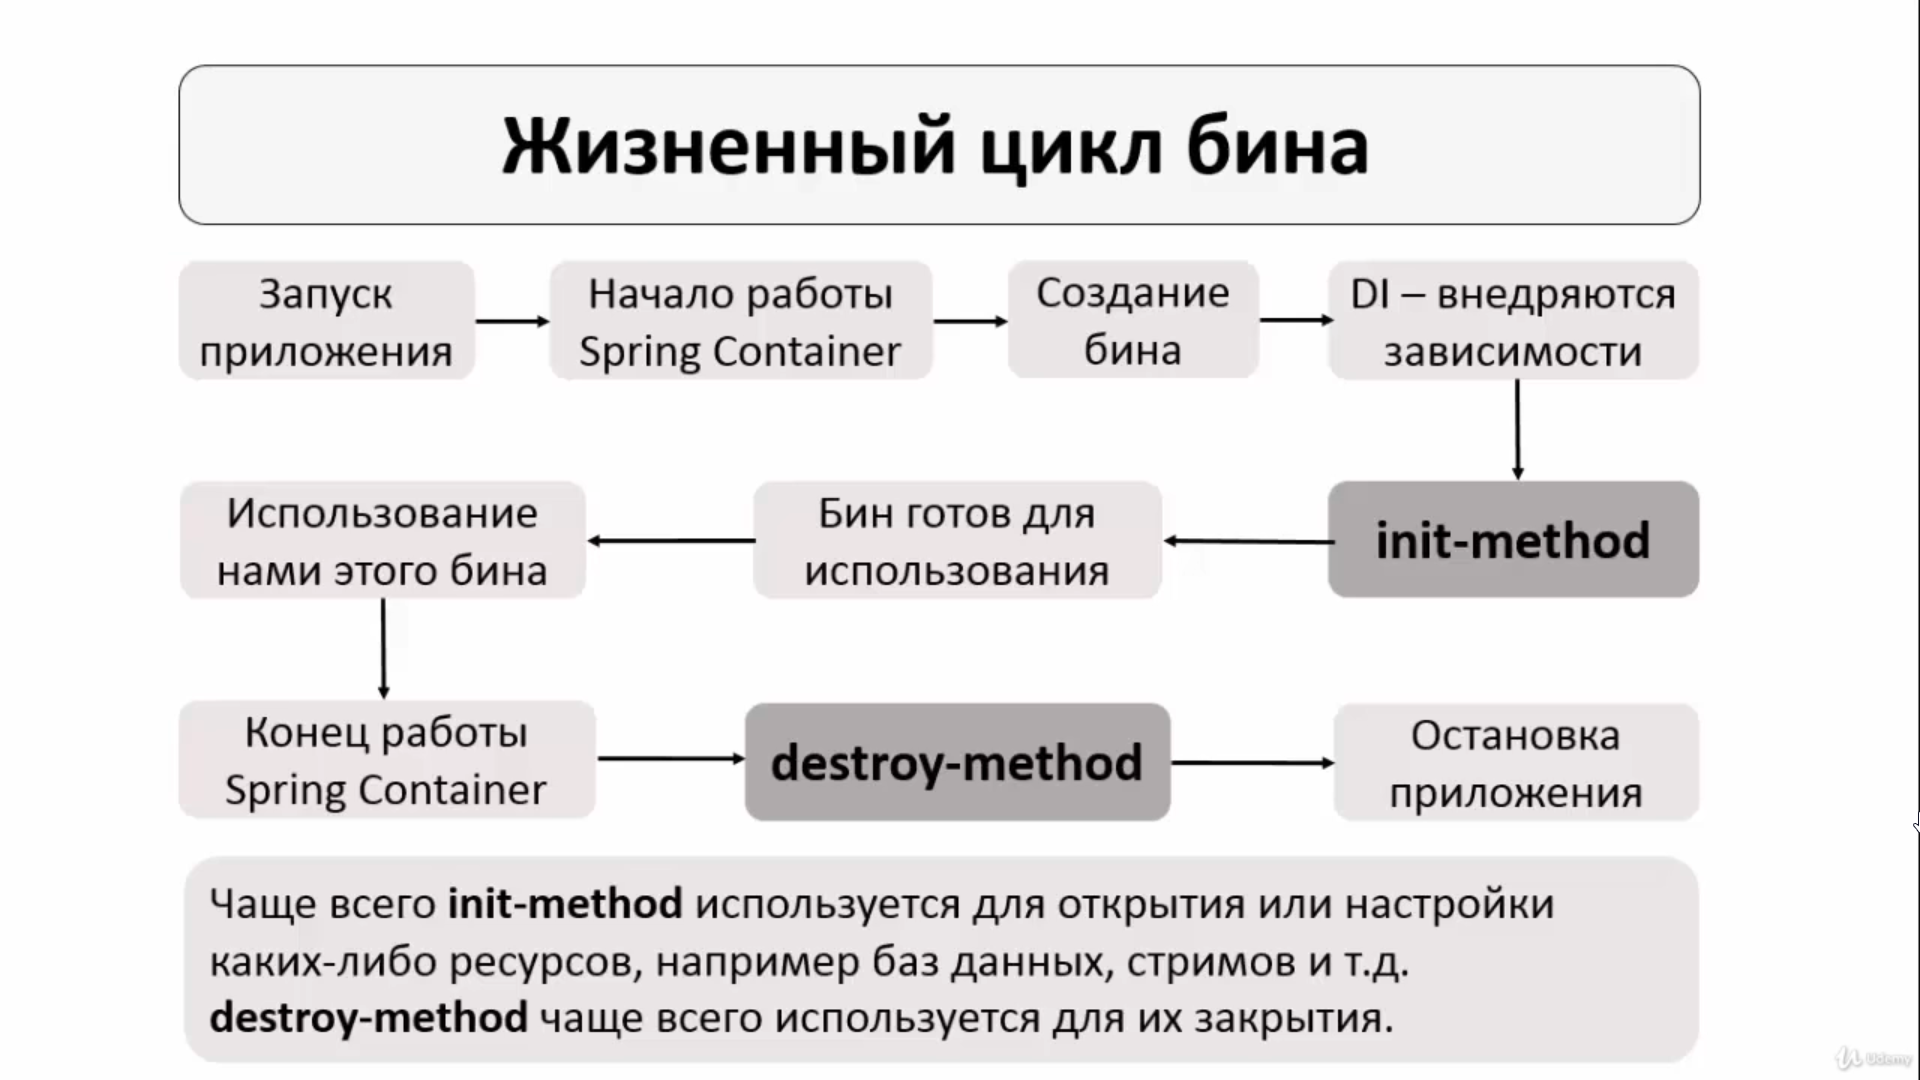 Жизненный цикл бина
Запуск
приложения
Начало работы
Spring Container
Создание
бина
DI – внедряются
зависимости
init-method
Бин готов для
использования
Использование
нами этого бина
Конец работы
Spring Container
destroy-method
Остановка
приложения
Чаще всего init-method используется для открытия или настройки
каких-либо ресурсов, например баз данных, стримов и т.д.
destroy-method чаще всего используется для их закрытия.
Udemy